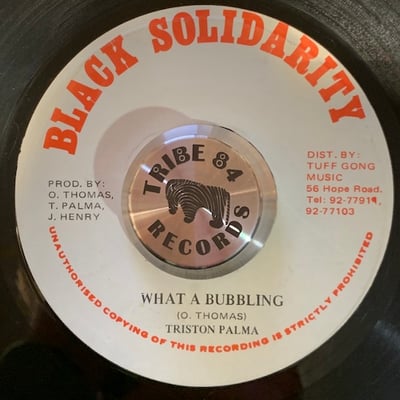 BLACK SOLIDARITY
TRIBE 84
RECORDS
PROD. BY:
O. THOMAS,
T. PALMA,
J. HENRY
DIST. BY:
TUFF GONG
MUSIC
56 Hope Road.
Tel: 92-77919,
92-77103
WHAT A BUBBLING
(O. THOMAS)
TRISTON PALMA
UNAUTHORISED COPYING OF THIS RECORDING IS STRICTLY PROHIBITED